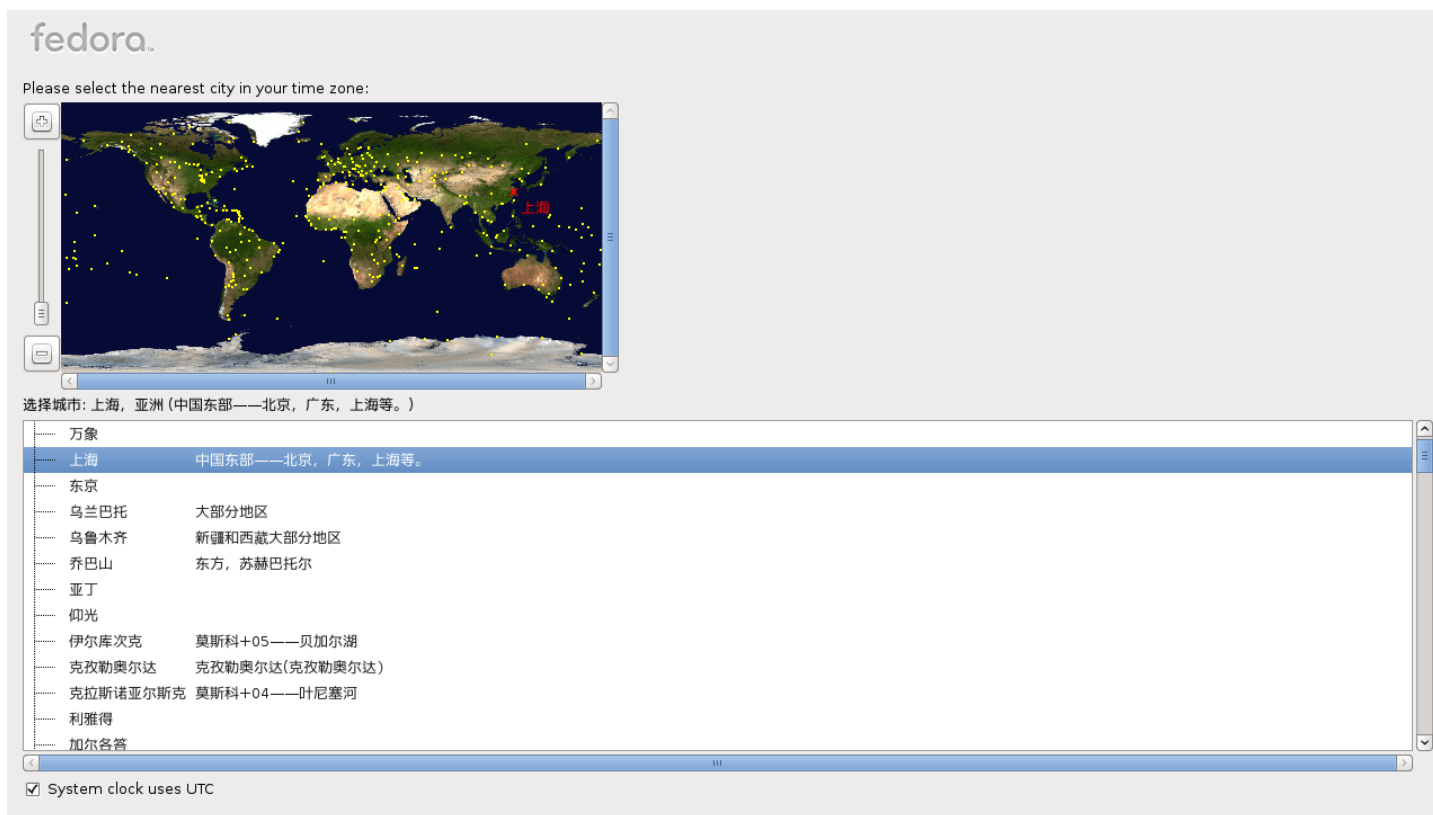 fedora™
Please select the nearest city in your time zone:
上海
选择城市: 上海，亚洲 (中国东部——北京，广东，上海等。)
万象
上海 中国东部——北京，广东，上海等。
东京
乌兰巴托 大部分地区
乌鲁木齐 新疆和西藏大部分地区
乔巴山 东方，苏赫巴托尔
亚丁
仰光
伊尔库次克 莫斯科+05——贝加尔湖
克孜勒奥尔达 克孜勒奥尔达(克孜勒奥尔达)
克拉斯诺亚尔斯克 莫斯科+04——叶尼塞河
利雅得
加尔各答
System clock uses UTC